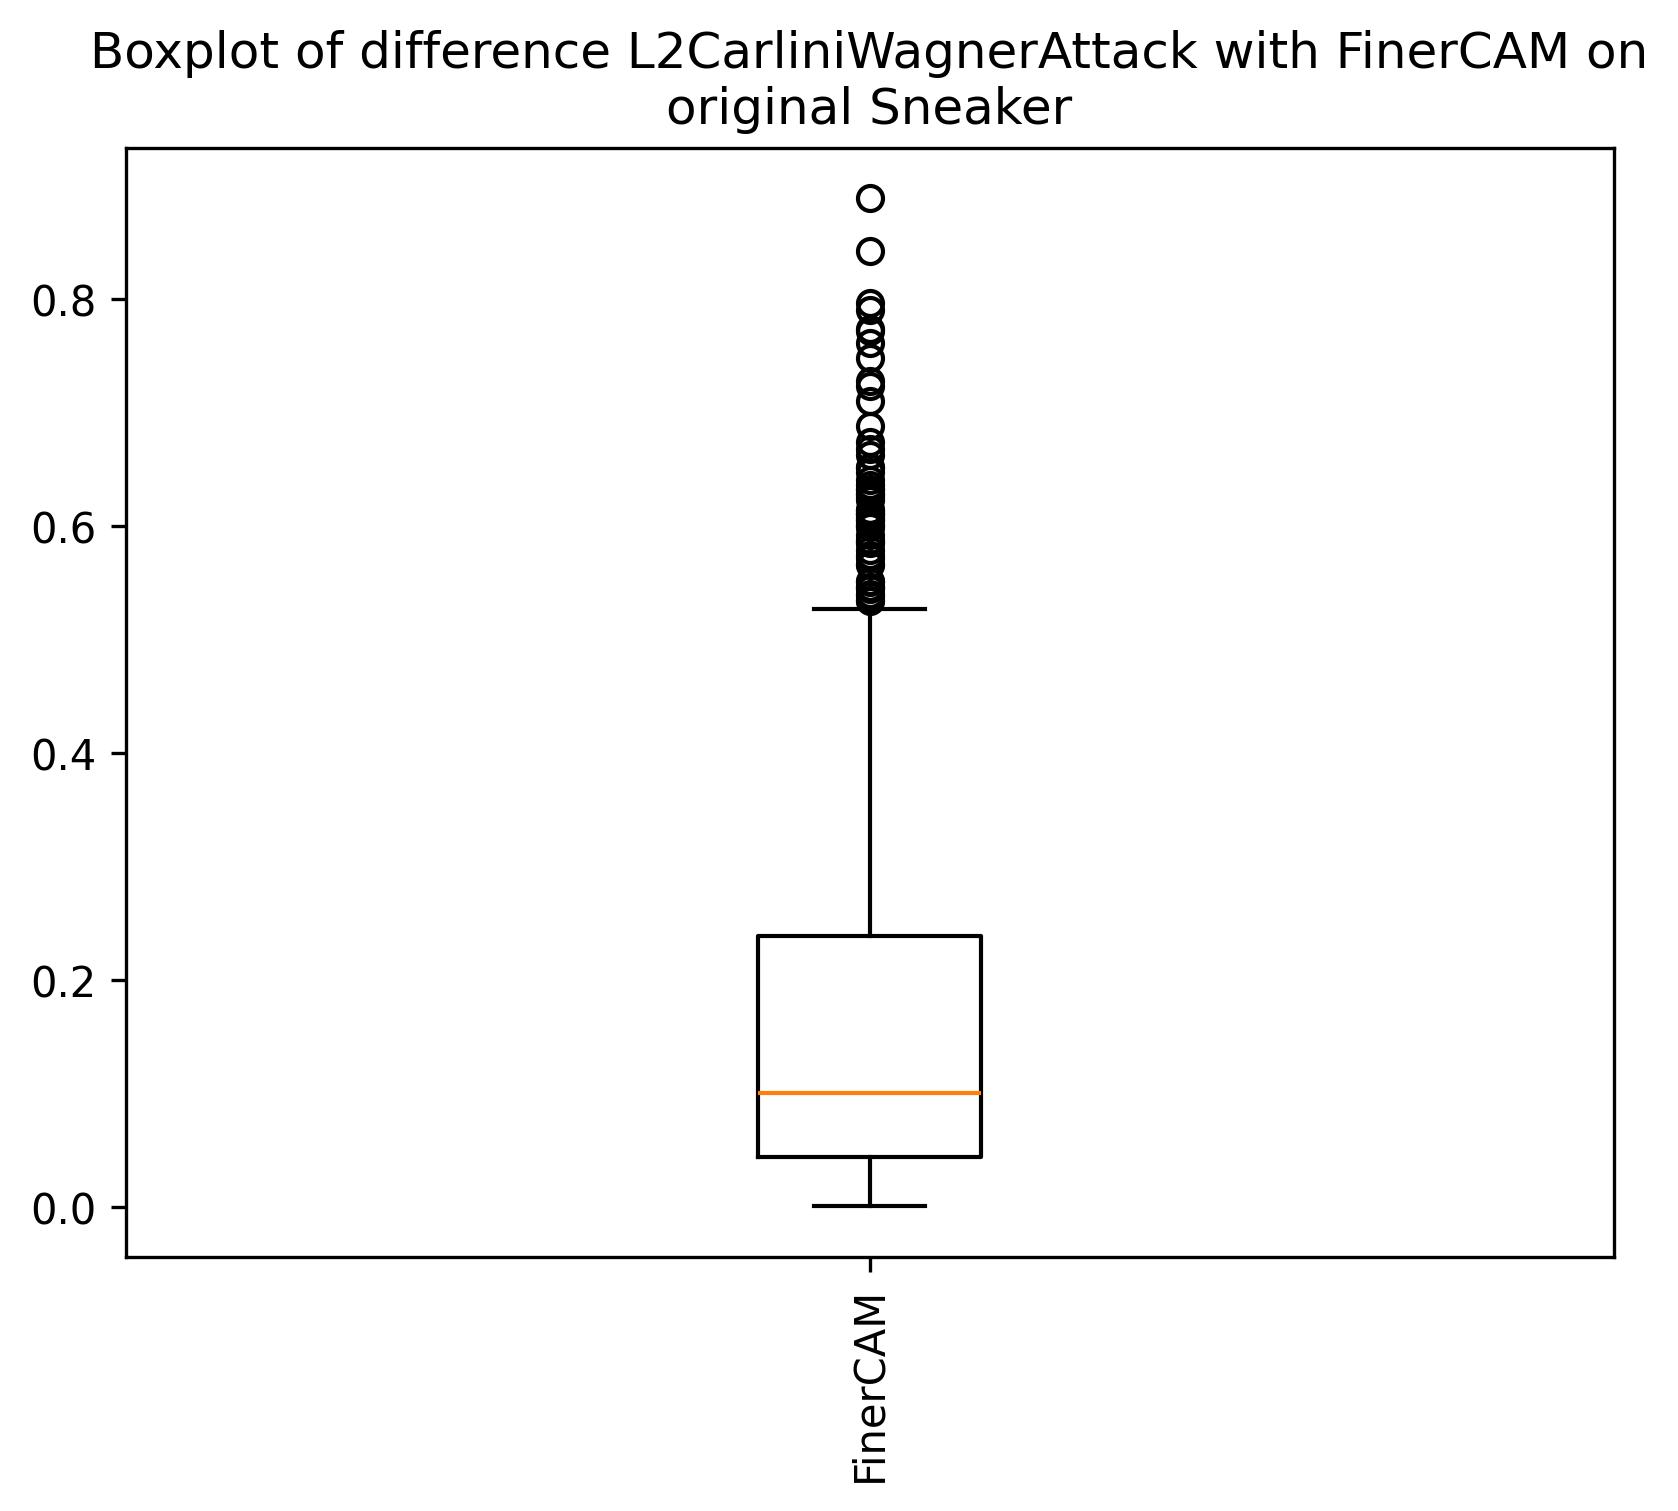 Boxplot of difference L2CarliniWagnerAttack with FinerCAM on
original Sneaker
0.8
0.6
0.4
0.2
0.0
FinerCAM